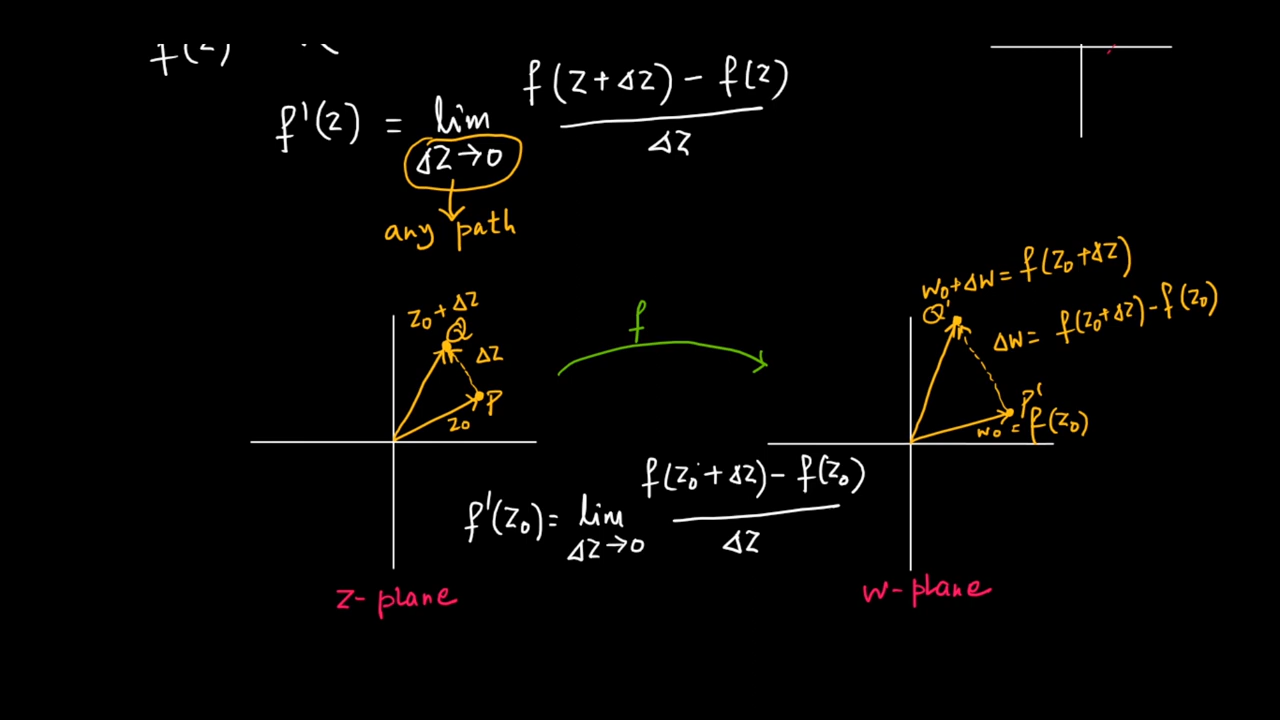 f(z)
f'(z) = lim Δz→0 f(z+Δz) - f(z) / Δz
any path
z₀ + Δz
Q
Δz
P
z₀
f
w₀+Δw = f(z₀+Δz)
Q'
Δw = f(z₀+Δz) - f(z₀)
P'
w₀ = f(z₀)
f'(z₀) = lim Δz→0 f(z₀+Δz) - f(z₀) / Δz
z-plane
w-plane